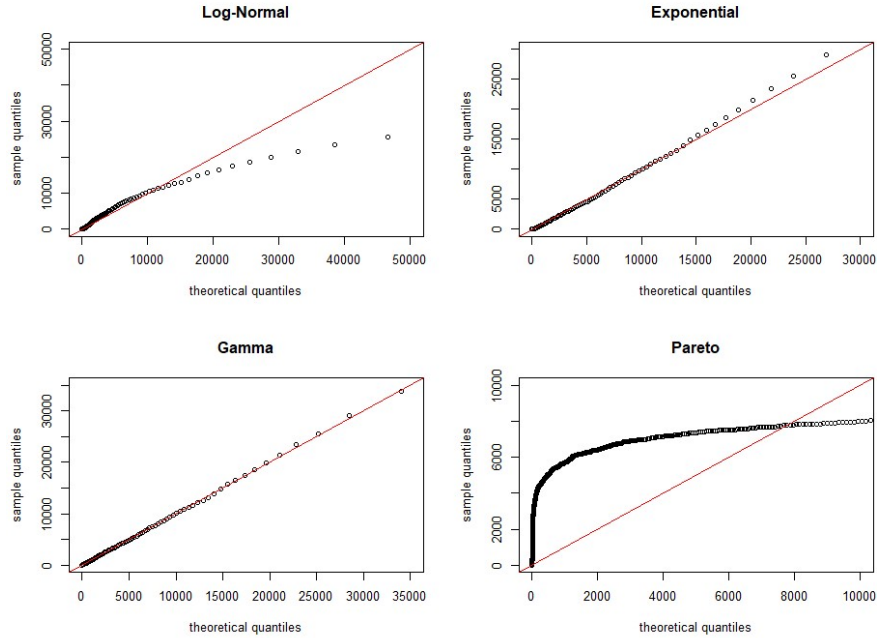 Log-Normal
sample quantiles
0 10000 30000 50000
0 10000 20000 30000 40000 50000
theoretical quantiles
Exponential
sample quantiles
0 5000 15000 25000
0 5000 10000 15000 20000 25000 30000
theoretical quantiles
Gamma
sample quantiles
0 10000 20000 30000
0 5000 10000 15000 20000 25000 30000 35000
theoretical quantiles
Pareto
sample quantiles
0 2000 6000 10000
0 2000 4000 6000 8000 10000
theoretical quantiles